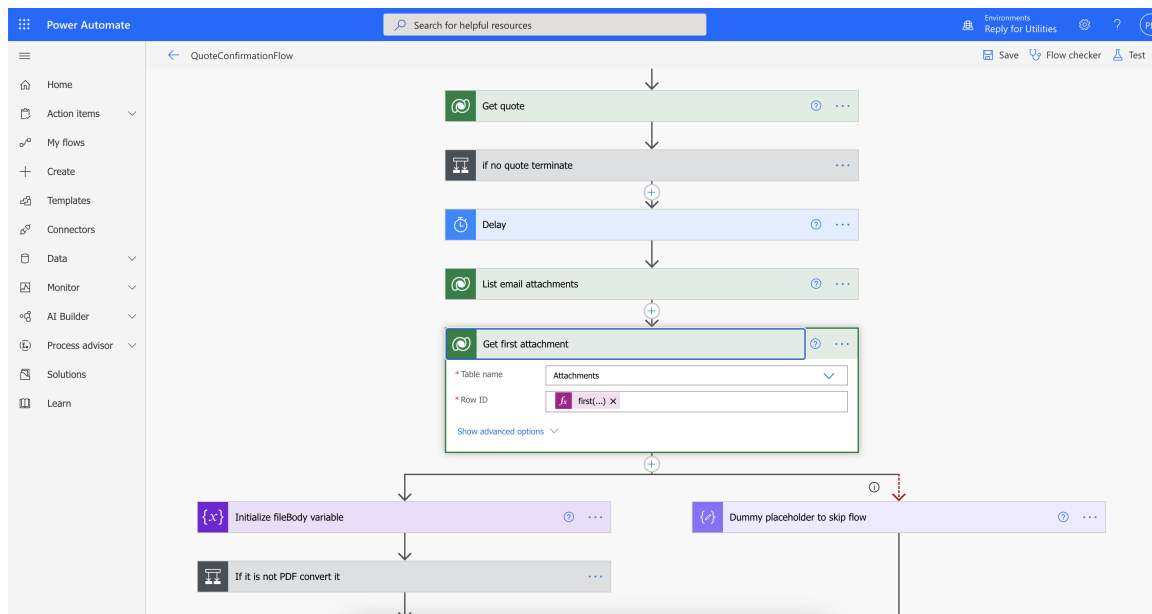 Power Automate
Search for helpful resources
Environments
Reply for Utilities
?
QuoteConfirmationFlow
Save
Flow checker
Test
Home
Action items
My flows
Create
Templates
Connectors
Data
Monitor
AI Builder
Process advisor
Solutions
Learn
Get quote
if no quote terminate
Delay
List email attachments
Get first attachment
* Table name
Attachments
* Row ID
fx first(...) ×
Show advanced options
{x} Initialize fileBody variable
Dummy placeholder to skip flow
If it is not PDF convert it